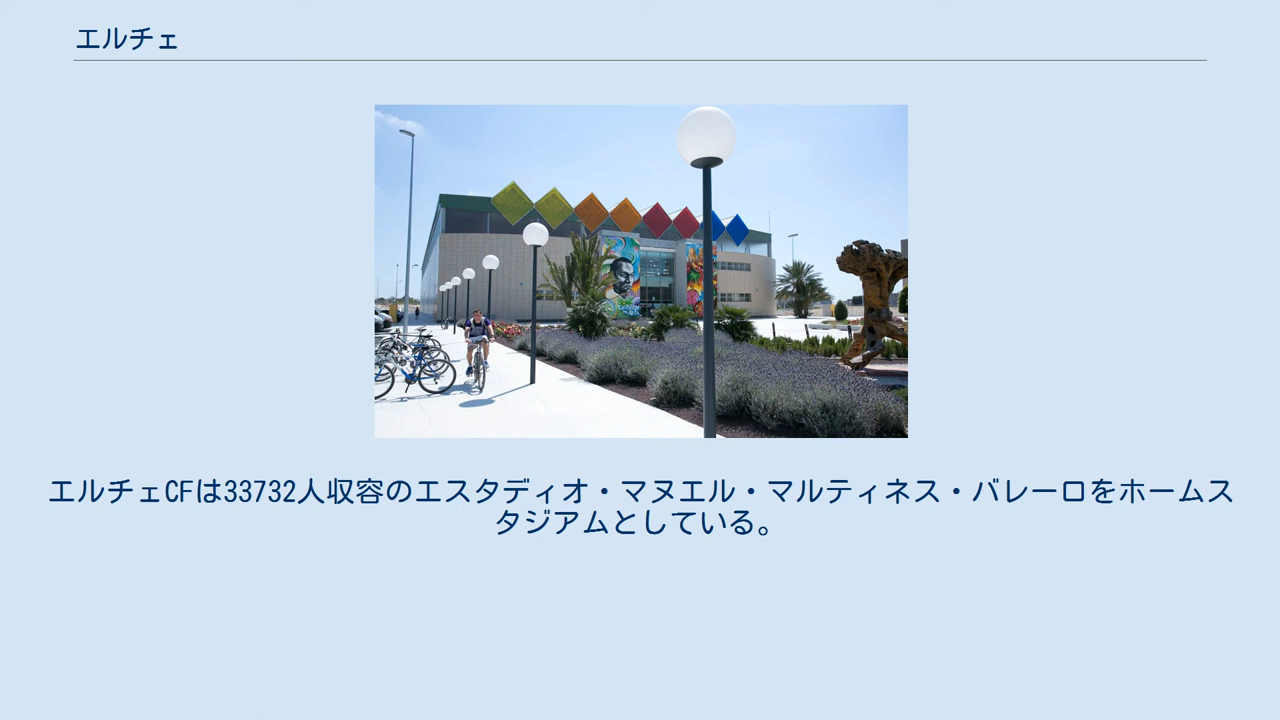 エルチェ
エルチェCFは33732人収容のエスタディオ・マヌエル・マルティネス・バレーロをホームス
タジアムとしている。